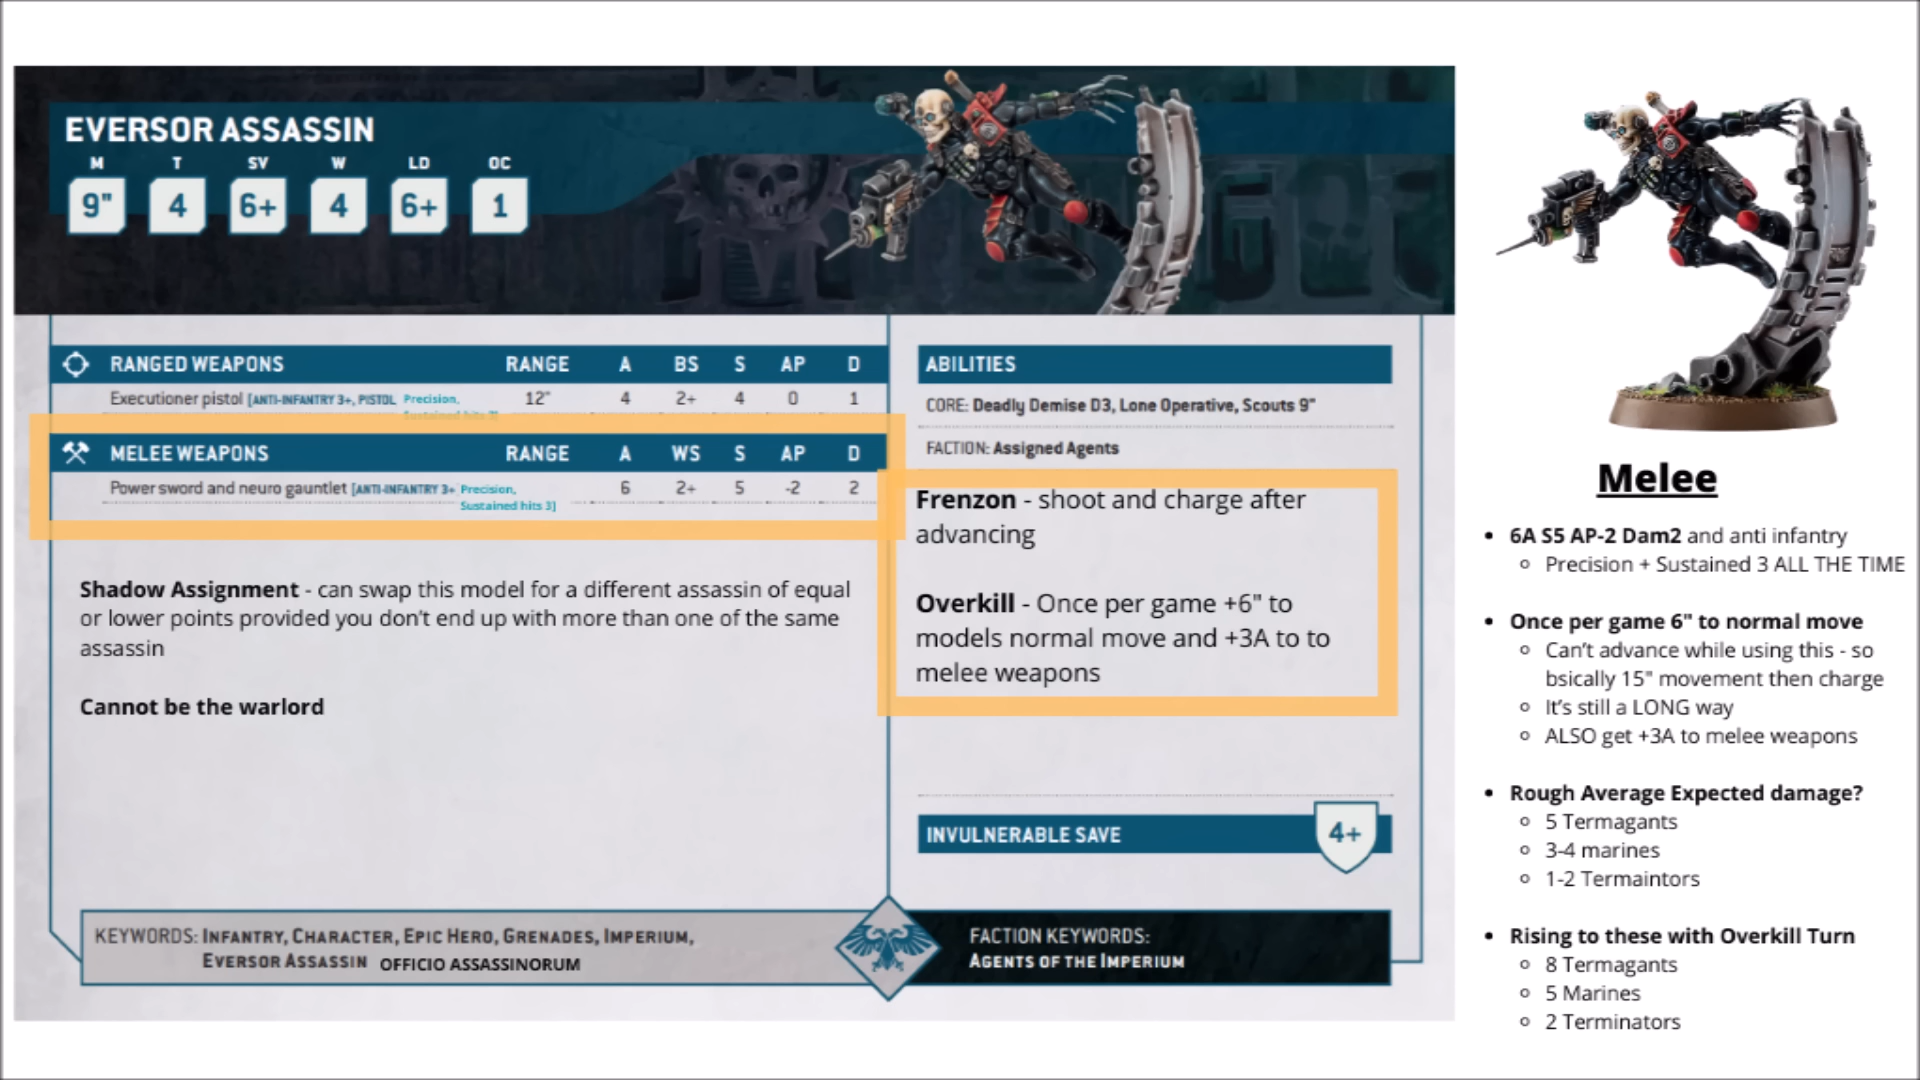 EVERSOR ASSASSIN
M T SV W LD OC
9" 4 6+ 4 6+ 1
RANGED WEAPONS RANGE A BS S AP D
Executioner pistol [ANTI-INFANTRY 3+, PISTOL Precision, 12" 4 2+ 4 0 1
MELEE WEAPONS RANGE A WS S AP D
Power sword and neuro gauntlet [ANTI-INFANTRY 3+ Precision, 6 2+ 5 -2 2
Sustained hits 3]
Shadow Assignment - can swap this model for a different assassin of equal
or lower points provided you don't end up with more than one of the same
assassin
Cannot be the warlord
ABILITIES
CORE: Deadly Demise D3, Lone Operative, Scouts 9"
FACTION: Assigned Agents
Frenzon - shoot and charge after
advancing
Overkill - Once per game +6" to
models normal move and +3A to to
melee weapons
INVULNERABLE SAVE 4+
KEYWORDS: INFANTRY, CHARACTER, EPIC HERO, GRENADES, IMPERIUM,
EVERSOR ASSASSIN OFFICIO ASSASSINORUM
FACTION KEYWORDS:
AGENTS OF THE IMPERIUM
Melee
• 6A S5 AP-2 Dam2 and anti infantry
◦ Precision + Sustained 3 ALL THE TIME
• Once per game 6" to normal move
◦ Can't advance while using this - so
bsically 15" movement then charge
◦ It's still a LONG way
◦ ALSO get +3A to melee weapons
• Rough Average Expected damage?
◦ 5 Termagants
◦ 3-4 marines
◦ 1-2 Termaintors
• Rising to these with Overkill Turn
◦ 8 Termagants
◦ 5 Marines
◦ 2 Terminators